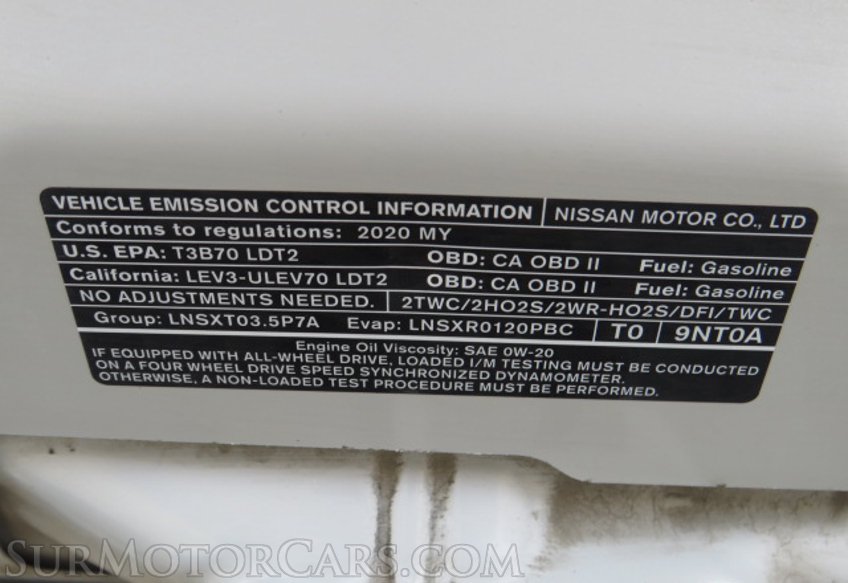 VEHICLE EMISSION CONTROL INFORMATION NISSAN MOTOR CO., LTD
Conforms to regulations: 2020 MY
U.S. EPA: T3B70 LDT2 OBD: CA OBD II Fuel: Gasoline
California: LEV3-ULEV70 LDT2 OBD: CA OBD II Fuel: Gasoline
NO ADJUSTMENTS NEEDED. 2TWC/2HO2S/2WR-HO2S/DFI/TWC
Group: LNSXT03.5P7A Evap: LNSXR0120PBC T0 9NT0A
Engine Oil Viscosity: SAE 0W-20
IF EQUIPPED WITH ALL-WHEEL DRIVE, LOADED I/M TESTING MUST BE CONDUCTED
ON A FOUR WHEEL DRIVE SPEED SYNCHRONIZED DYNAMOMETER.
OTHERWISE, A NON-LOADED TEST PROCEDURE MUST BE PERFORMED.
SURMOTORCARS.COM